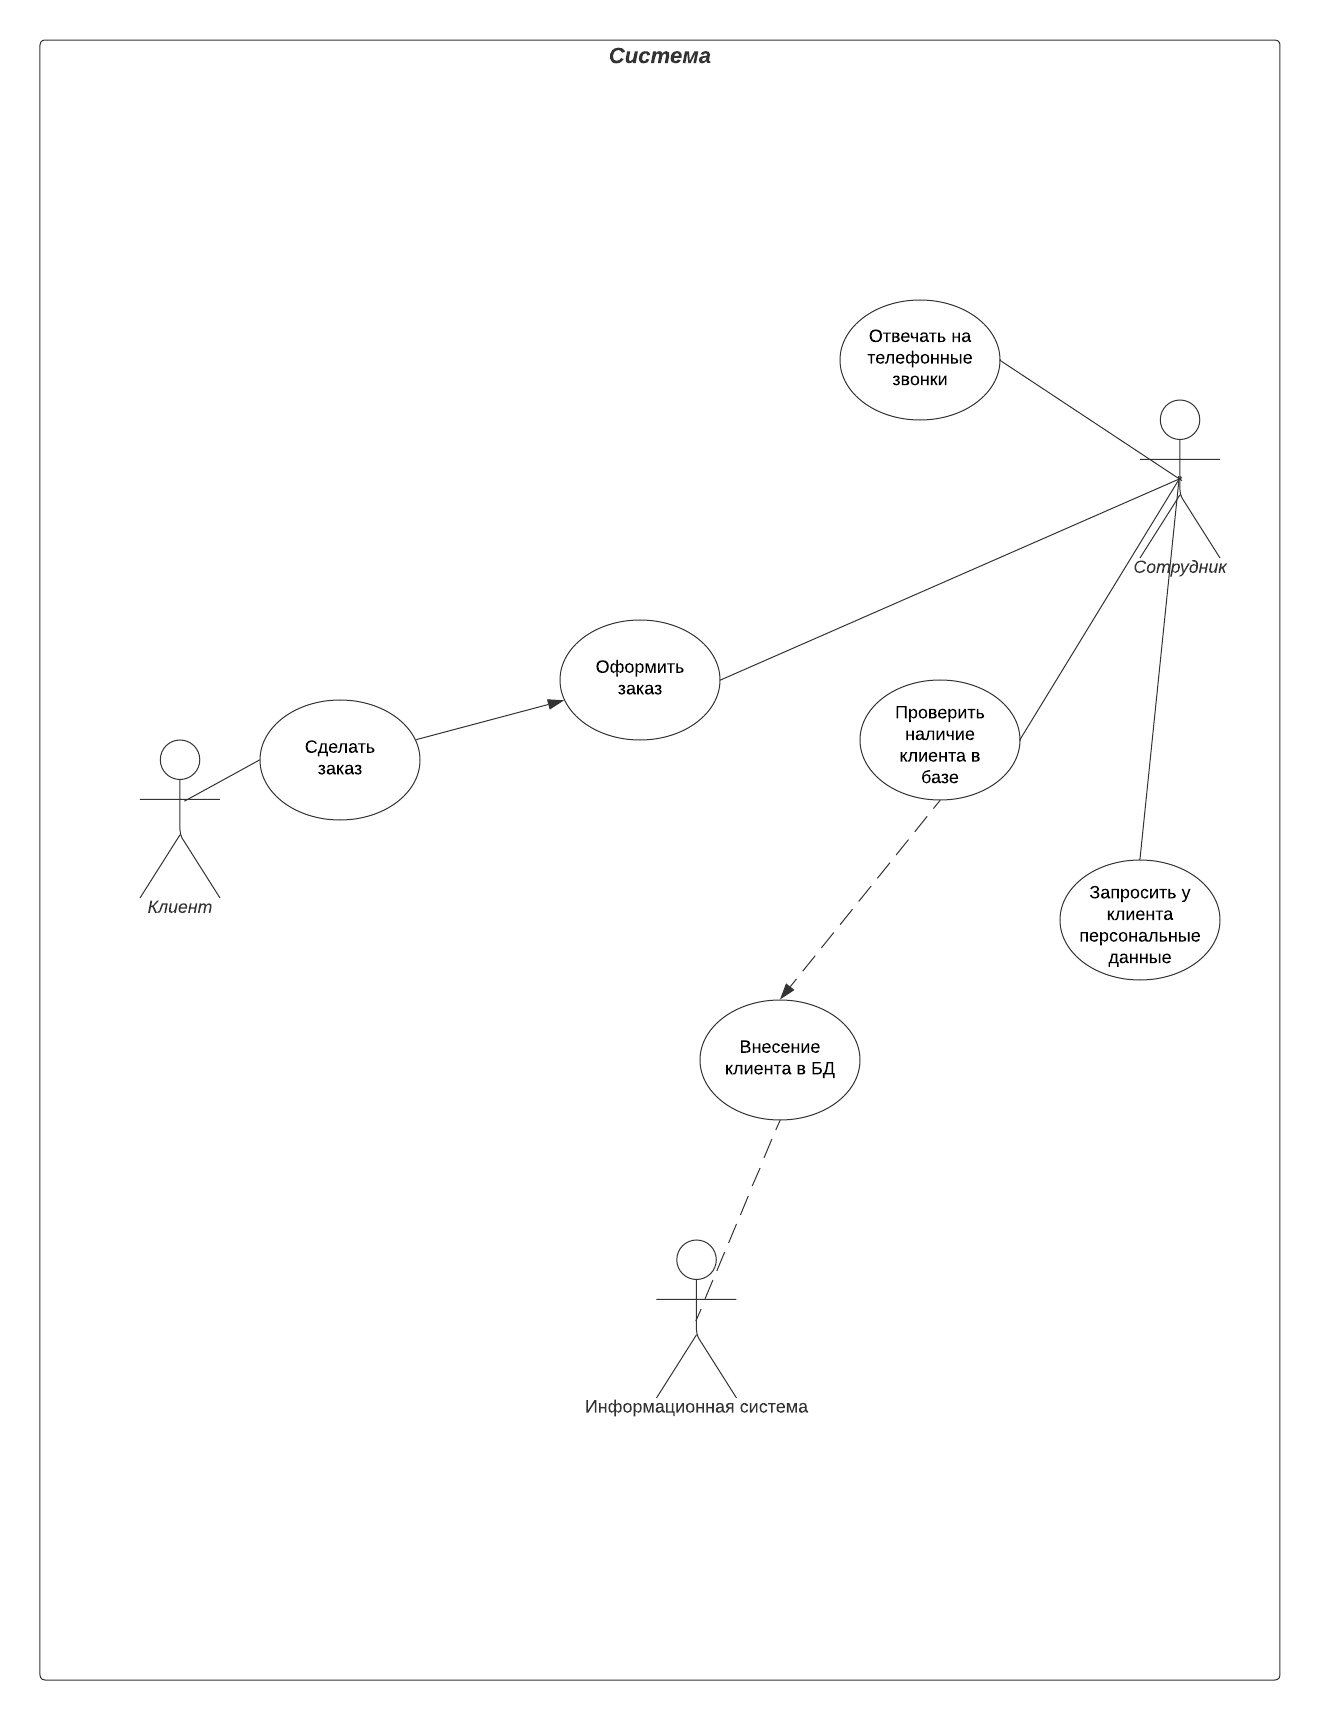 Система
Отвечать на
телефонные
звонки
Сотрудник
Оформить
заказ
Проверить
наличие
клиента в
базе
Сделать
заказ
Клиент
Запросить у
клиента
персональные
данные
Внесение
клиента в БД
Информационная система